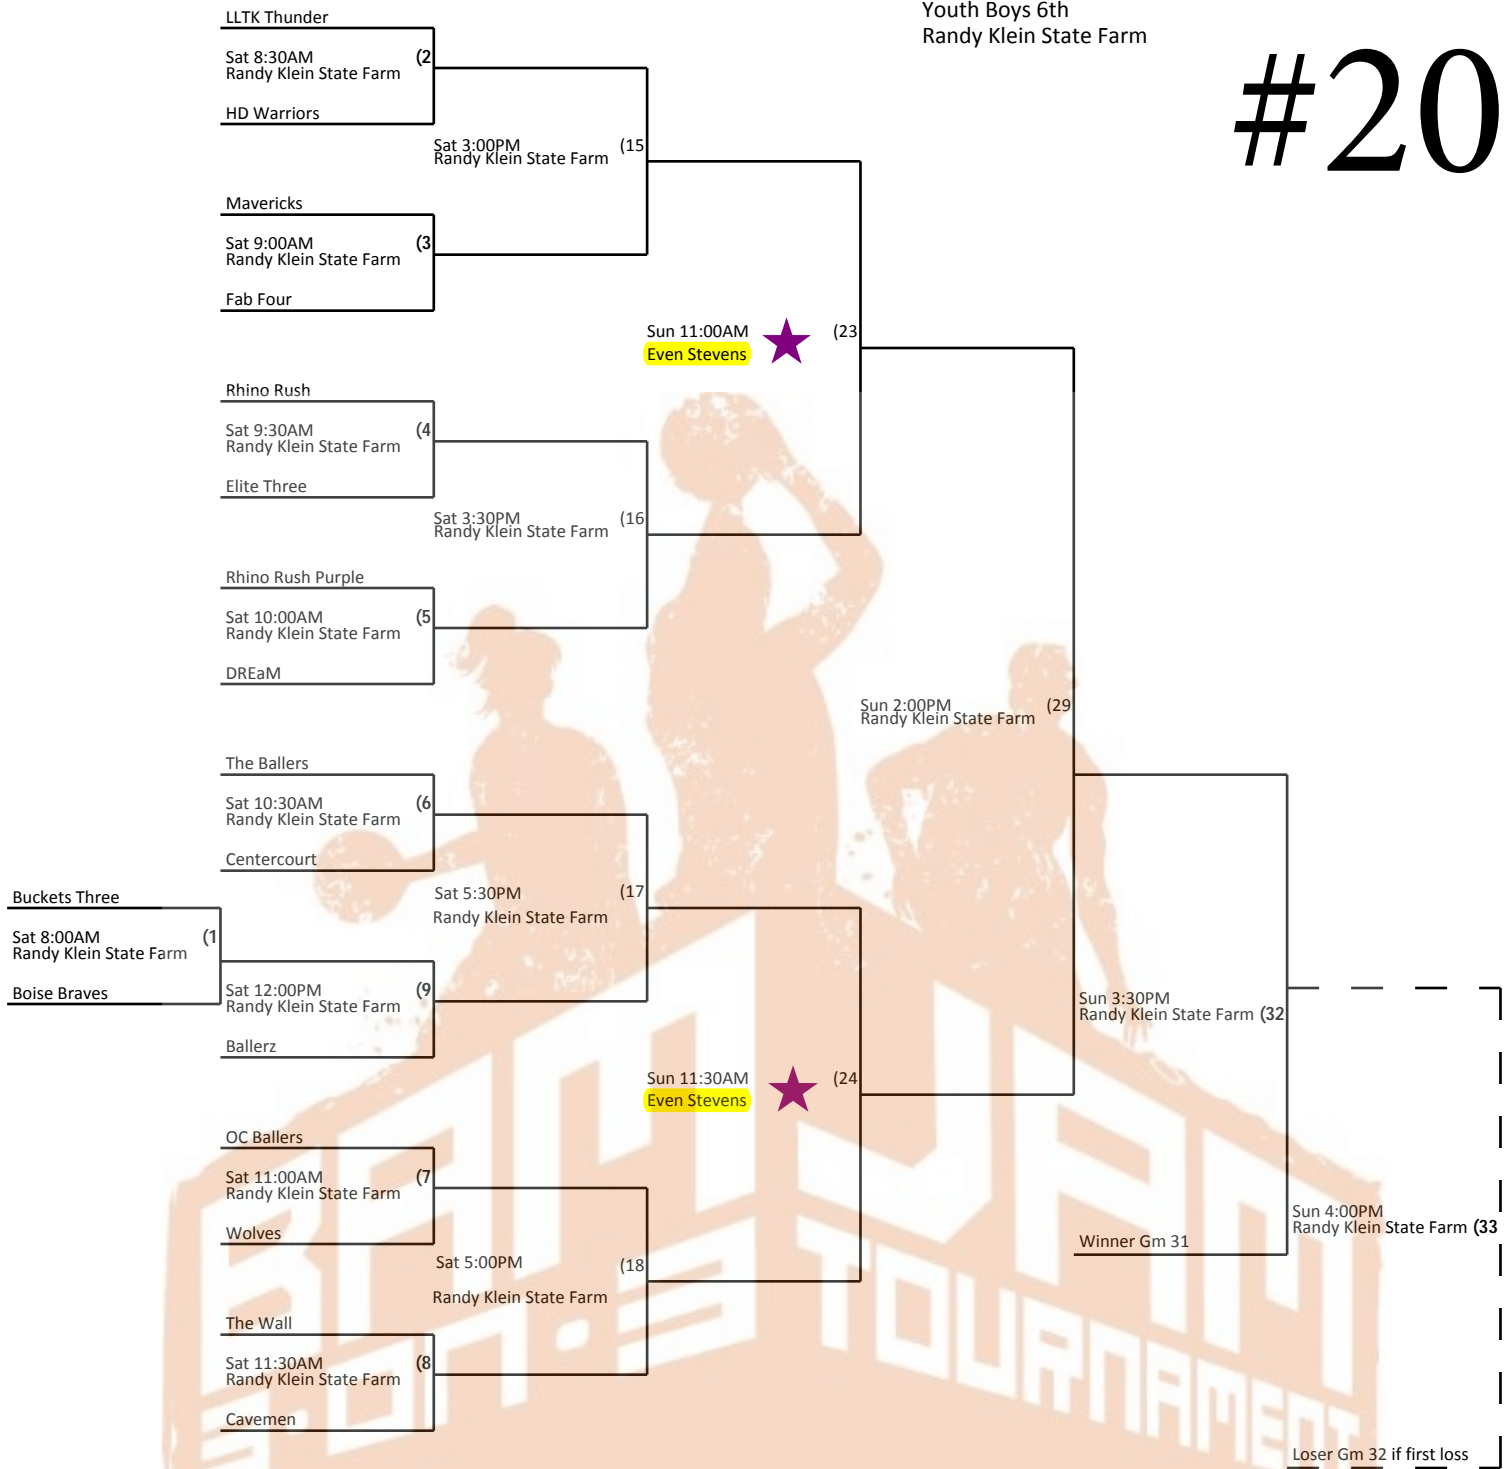 Youth Boys 6th
Randy Klein State Farm
#20
LLTK Thunder
Sat 8:30AM (2
Randy Klein State Farm
HD Warriors
Sat 3:00PM (15
Randy Klein State Farm
Mavericks
Sat 9:00AM (3
Randy Klein State Farm
Fab Four
Sun 11:00AM (23
Even Stevens
Rhino Rush
Sat 9:30AM (4
Randy Klein State Farm
Elite Three
Sat 3:30PM (16
Randy Klein State Farm
Rhino Rush Purple
Sat 10:00AM (5
Randy Klein State Farm
DREaM
Sun 2:00PM (29
Randy Klein State Farm
The Ballers
Sat 10:30AM (6
Randy Klein State Farm
Centercourt
Sat 5:30PM (17
Randy Klein State Farm
Buckets Three
Sat 8:00AM (1
Randy Klein State Farm
Boise Braves
Sat 12:00PM (9
Randy Klein State Farm
Ballerz
Sun 3:30PM
Randy Klein State Farm (32
Sun 11:30AM (24
Even Stevens
OC Ballers
Sat 11:00AM (7
Randy Klein State Farm
Wolves
Sat 5:00PM (18
Randy Klein State Farm
Sun 4:00PM
Randy Klein State Farm (33
Winner Gm 31
The Wall
Sat 11:30AM (8
Randy Klein State Farm
Cavemen
Loser Gm 32 if first loss
BAM JAM
3-ON-3 TOURNAMENT